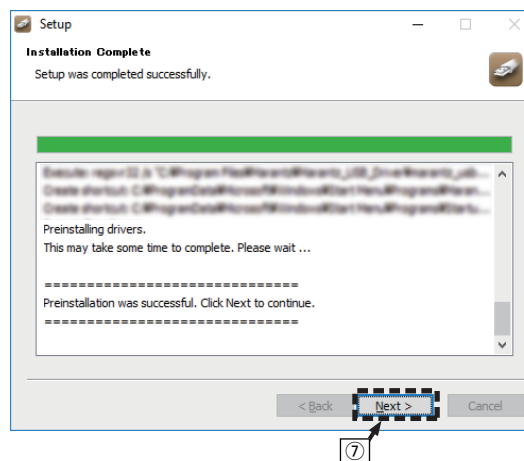 Setup
Installation Complete
Setup was completed successfully.
Preinstalling drivers.
This may take some time to complete. Please wait ...
==============================
Preinstallation was successful. Click Next to continue.
==============================
< Back Next > Cancel
⑦